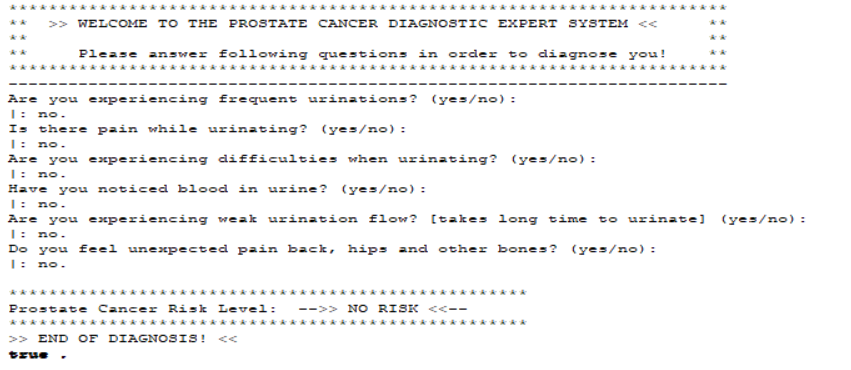 ************************************************************************
**  >> WELCOME TO THE PROSTATE CANCER DIAGNOSTIC EXPERT SYSTEM <<     **
**                                                                    **
**     Please answer following questions in order to diagnose you!    **
************************************************************************
------------------------------------------------------------------------
Are you experiencing frequent urinations? (yes/no):
|: no.
Is there pain while urinating? (yes/no):
|: no.
Are you experiencing difficulties when urinating? (yes/no):
|: no.
Have you noticed blood in urine? (yes/no):
|: no.
Are you experiencing weak urination flow? [takes long time to urinate] (yes/no):
|: no.
Do you feel unexpected pain back, hips and other bones? (yes/no):
|: no.
****************************************************
Prostate Cancer Risk Level:  -->> NO RISK <<--
****************************************************
>> END OF DIAGNOSIS! <<
true .